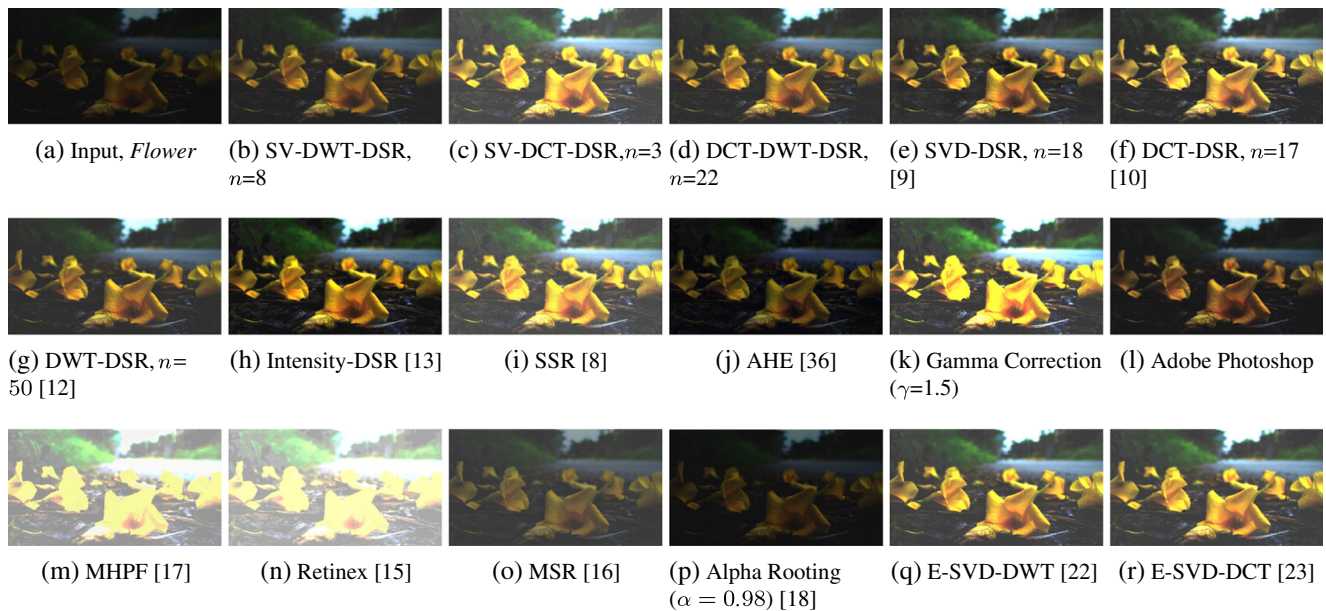 (a) Input, Flower
(b) SV-DWT-DSR,
n=8
(c) SV-DCT-DSR,n=3
(d) DCT-DWT-DSR,
n=22
(e) SVD-DSR, n=18
[9]
(f) DCT-DSR, n=17
[10]
(g) DWT-DSR, n=
50 [12]
(h) Intensity-DSR [13]
(i) SSR [8]
(j) AHE [36]
(k) Gamma Correction
(γ=1.5)
(l) Adobe Photoshop
(m) MHPF [17]
(n) Retinex [15]
(o) MSR [16]
(p) Alpha Rooting
(α = 0.98) [18]
(q) E-SVD-DWT [22]
(r) E-SVD-DCT [23]